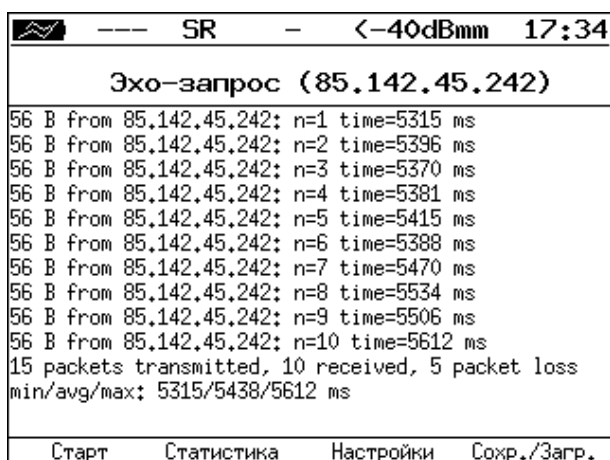 --- SR - <-40dBmm 17:34
Эхо-запрос (85.142.45.242)
56 B from 85.142.45.242: n=1 time=5315 ms
56 B from 85.142.45.242: n=2 time=5396 ms
56 B from 85.142.45.242: n=3 time=5370 ms
56 B from 85.142.45.242: n=4 time=5381 ms
56 B from 85.142.45.242: n=5 time=5415 ms
56 B from 85.142.45.242: n=6 time=5388 ms
56 B from 85.142.45.242: n=7 time=5470 ms
56 B from 85.142.45.242: n=8 time=5534 ms
56 B from 85.142.45.242: n=9 time=5506 ms
56 B from 85.142.45.242: n=10 time=5612 ms
15 packets transmitted, 10 received, 5 packet loss
min/avg/max: 5315/5438/5612 ms
Старт Статистика Настройки Сохр./Загр.